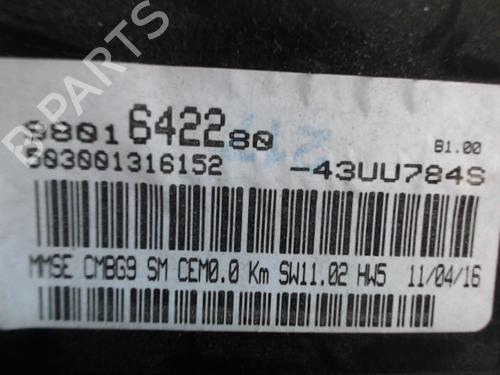 9801642280
B1.00
503001316152 -43UU784S
MMSE CMBG9 SM CEM0.0 Km SW11.02 HW5 11/04/16
B-PARTS